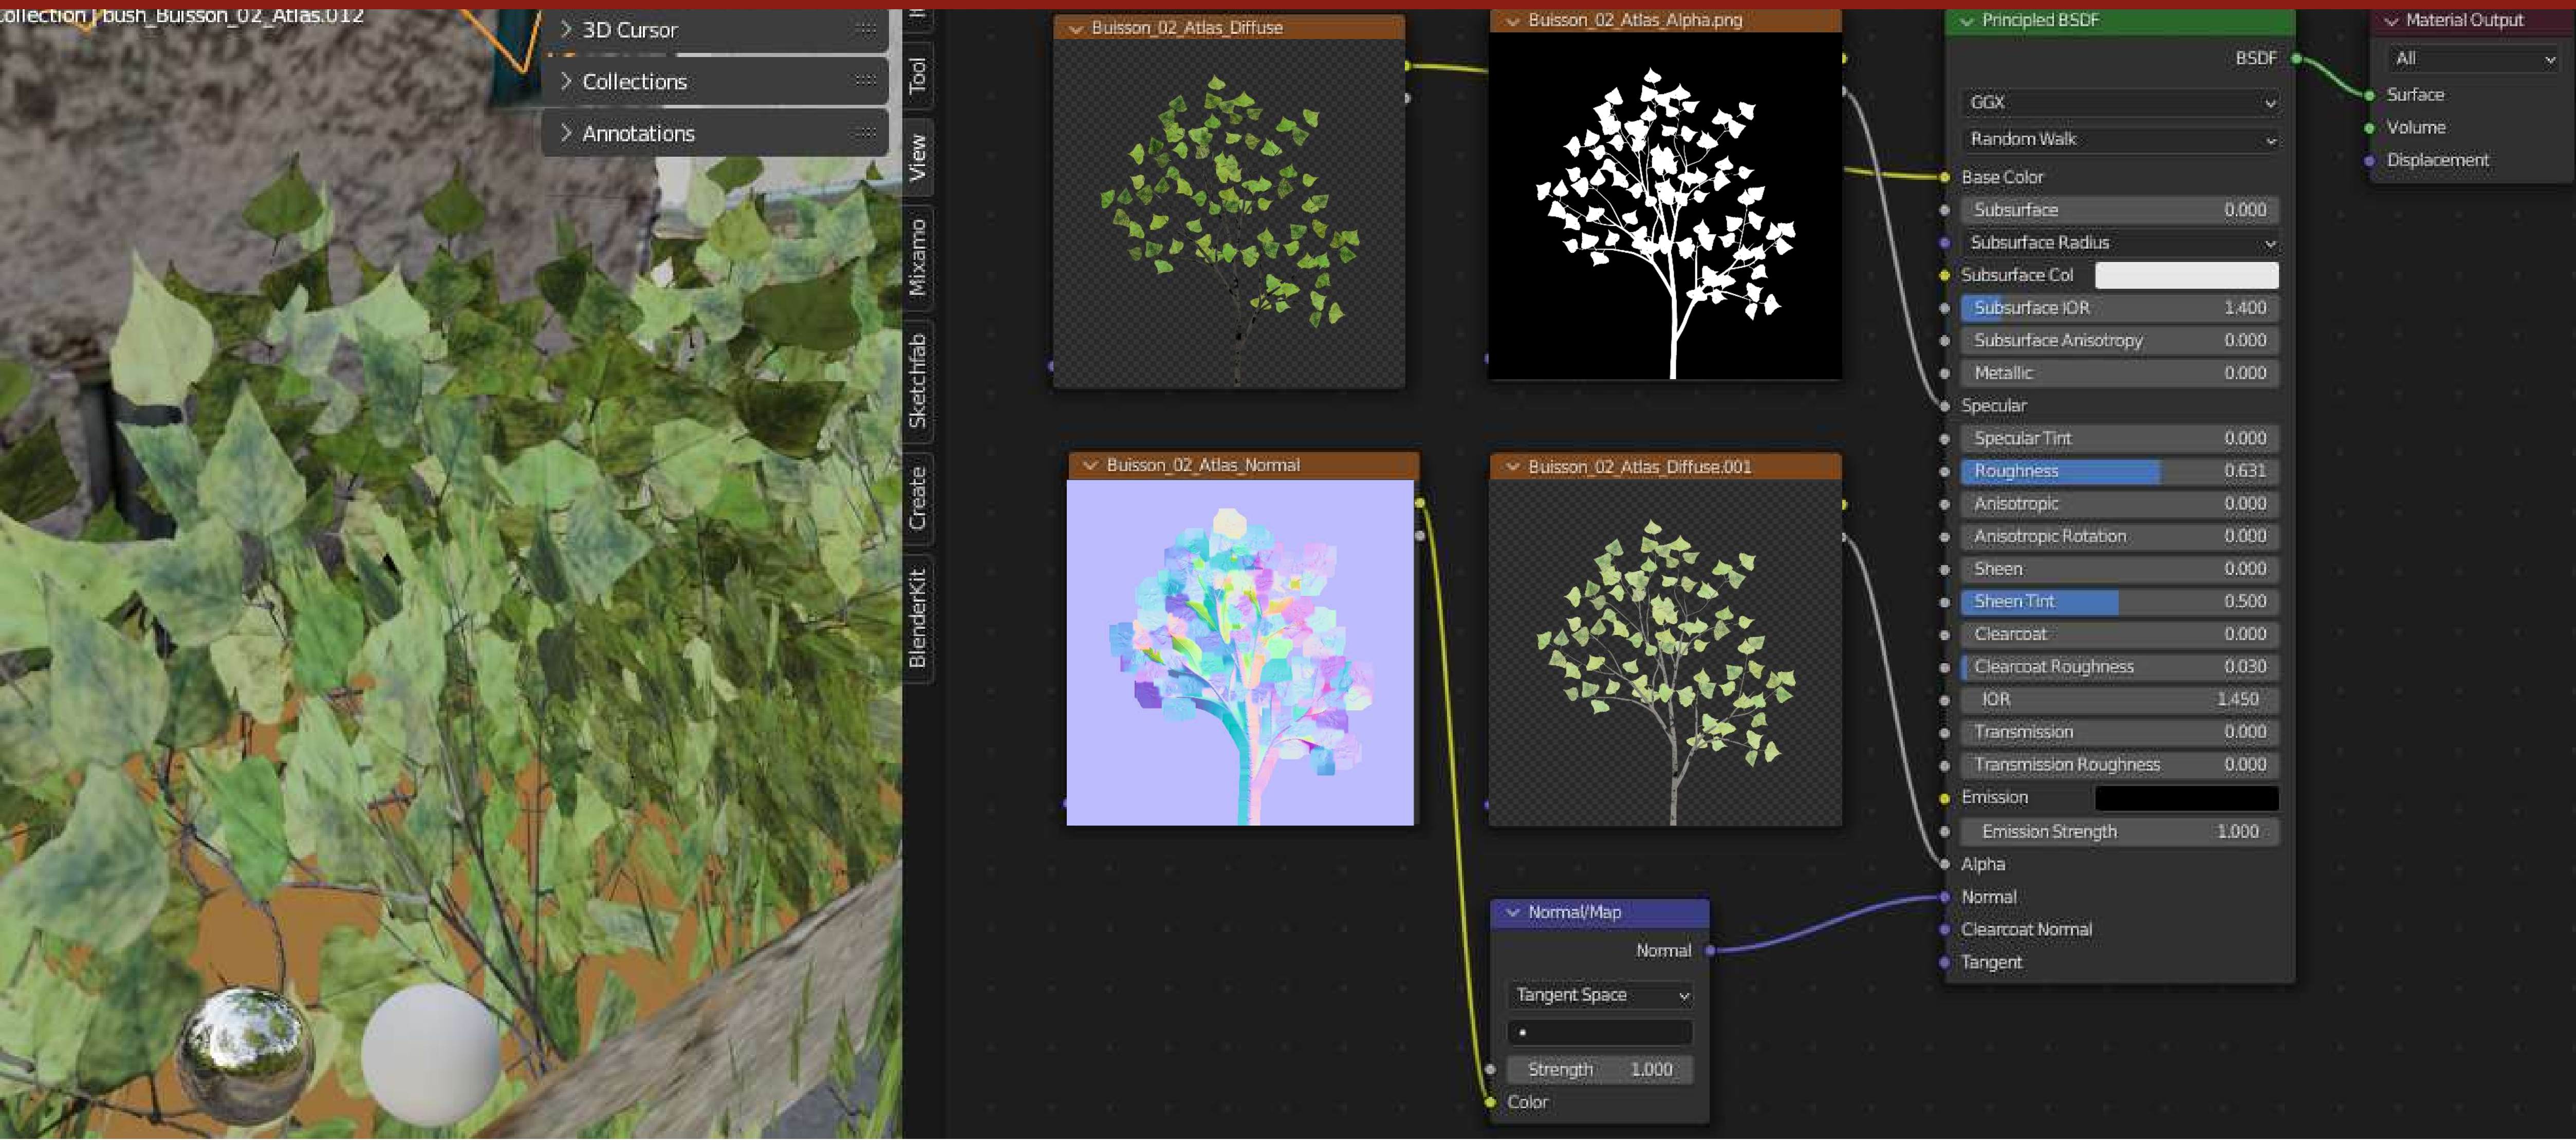 ollection | bush_Buisson_02_Atlas.012
3D Cursor
Collections
Annotations
Tool
View
Mixamo
Sketchfab
Create
BlenderKit
Buisson_02_Atlas_Diffuse
Buisson_02_Atlas_Alpha.png
Buisson_02_Atlas_Normal
Buisson_02_Atlas_Diffuse.001
Normal/Map
Normal
Tangent Space
Strength 1.000
Color
Principled BSDF
BSDF
GGX
Random Walk
Base Color
Subsurface 0.000
Subsurface Radius
Subsurface Col
Subsurface IOR 1.400
Subsurface Anisotropy 0.000
Metallic 0.000
Specular
Specular Tint 0.000
Roughness 0.631
Anisotropic 0.000
Anisotropic Rotation 0.000
Sheen 0.000
Sheen Tint 0.500
Clearcoat 0.000
Clearcoat Roughness 0.030
IOR 1.450
Transmission 0.000
Transmission Roughness 0.000
Emission
Emission Strength 1.000
Alpha
Normal
Clearcoat Normal
Tangent
Material Output
All
Surface
Volume
Displacement